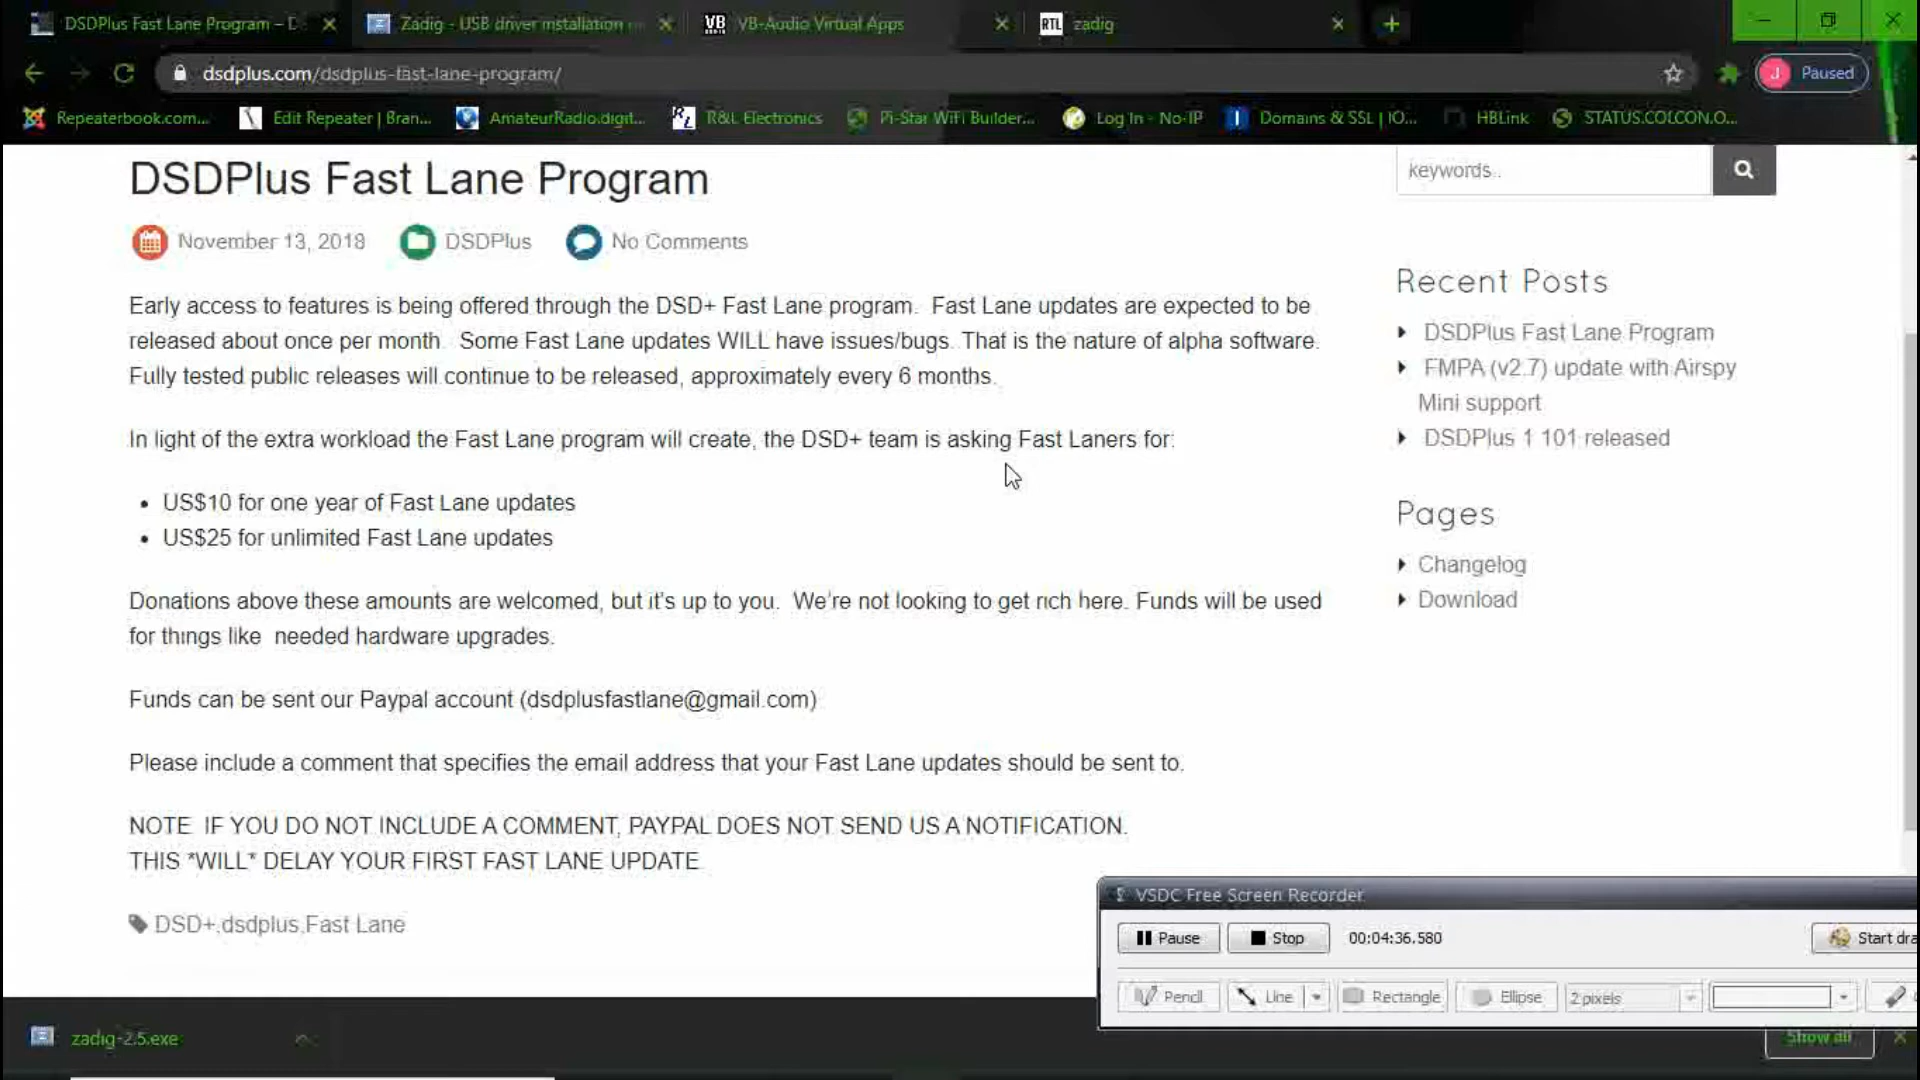 DSDPlus Fast Lane Program – D
Zadig - USB driver installation
VB-Audio Virtual Apps
RTL zadig
dsdplus.com/dsdplus-fast-lane-program/
J Paused
Repeaterbook.com...
Edit Repeater | Bran...
AmateurRadio.digit...
R&L Electronics
Pi-Star WiFi Builder...
Log In - No-IP
Domains & SSL | IO...
HBLink
STATUS.COLCON.O...
DSDPlus Fast Lane Program
November 13, 2018 DSDPlus No Comments
Early access to features is being offered through the DSD+ Fast Lane program. Fast Lane updates are expected to be
released about once per month. Some Fast Lane updates WILL have issues/bugs. That is the nature of alpha software.
Fully tested public releases will continue to be released, approximately every 6 months.
In light of the extra workload the Fast Lane program will create, the DSD+ team is asking Fast Laners for:
• US$10 for one year of Fast Lane updates
• US$25 for unlimited Fast Lane updates
Donations above these amounts are welcomed, but it's up to you. We're not looking to get rich here. Funds will be used
for things like needed hardware upgrades.
Funds can be sent our Paypal account (dsdplusfastlane@gmail.com)
Please include a comment that specifies the email address that your Fast Lane updates should be sent to.
NOTE IF YOU DO NOT INCLUDE A COMMENT, PAYPAL DOES NOT SEND US A NOTIFICATION.
THIS *WILL* DELAY YOUR FIRST FAST LANE UPDATE
DSD+,dsdplus,Fast Lane
keywords..
Recent Posts
DSDPlus Fast Lane Program
FMPA (v2.7) update with Airspy
Mini support
DSDPlus 1 101 released
Pages
Changelog
Download
VSDC Free Screen Recorder
Pause Stop 00:04:36.580 Start dra
Pencil Line Rectangle Ellipse 2 pixels
zadig-2.5.exe
Show all